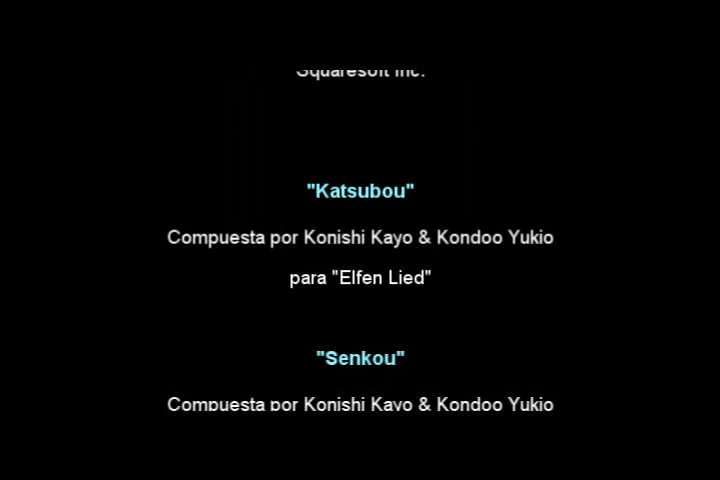 Squaresoft Inc.
"Katsubou"
Compuesta por Konishi Kayo & Kondoo Yukio
para "Elfen Lied"
"Senkou"
Compuesta por Konishi Kayo & Kondoo Yukio